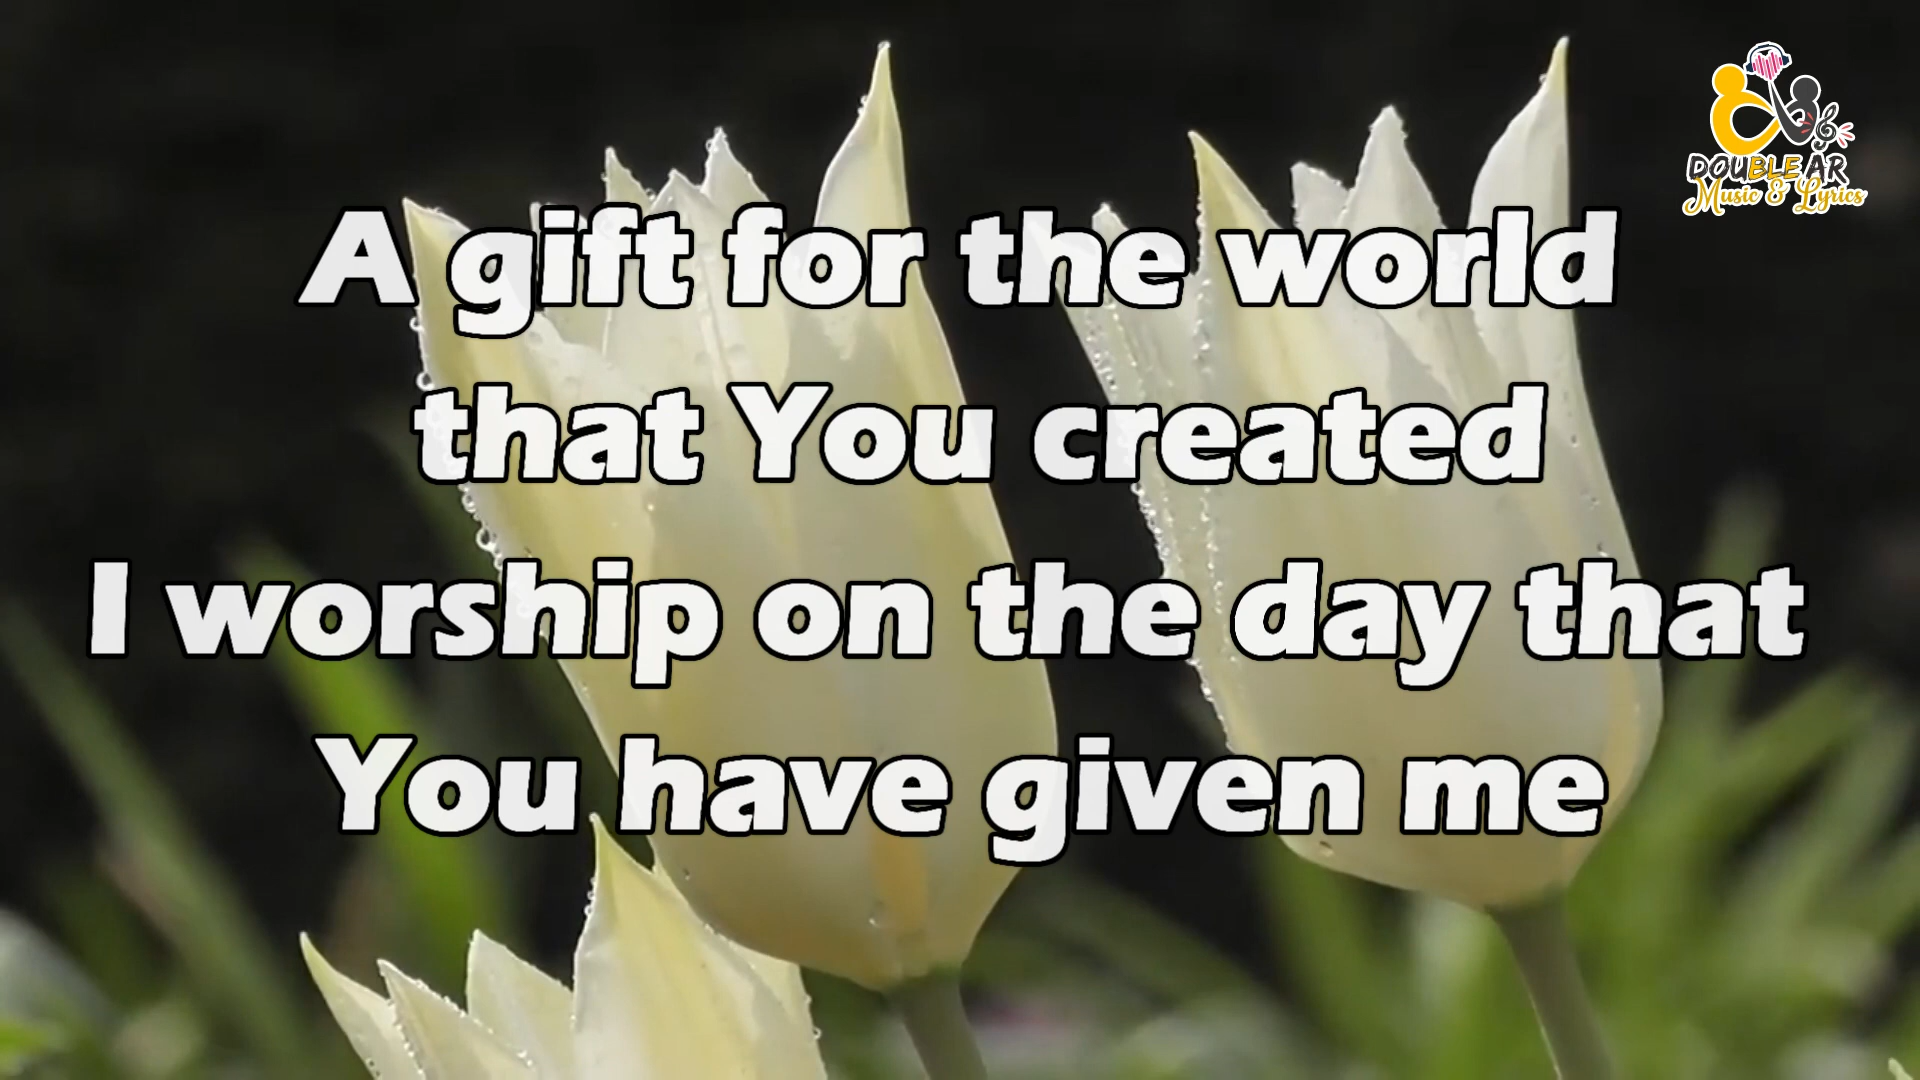 DOUBLE AR
Music & Lyrics
A gift for the world
that You created
I worship on the day that
You have given me